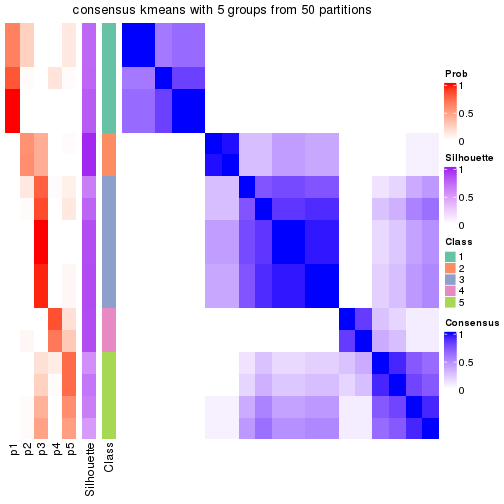 consensus kmeans with 5 groups from 50 partitions
Prob
1
0.5
0
Silhouette
1
0.5
0
Class
1
2
3
4
5
Consensus
1
0.5
0
p1
p2
p3
p4
p5
Silhouette
Class